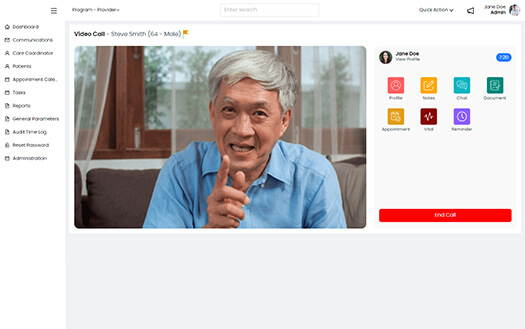 Program - Provider
Enter search
Quick Action
Jane Doe
Admin
Dashboard
Communications
Care Coordinator
Patients
Appointment Cale...
Tasks
Reports
General Parameters
Audit Time Log
Reset Password
Administration
Video Call - Steve Smith (64 - Male)
Jane Doe
View Profile
7:20
Profile
Notes
Chat
Document
Appointment
Vital
Reminder
End Call